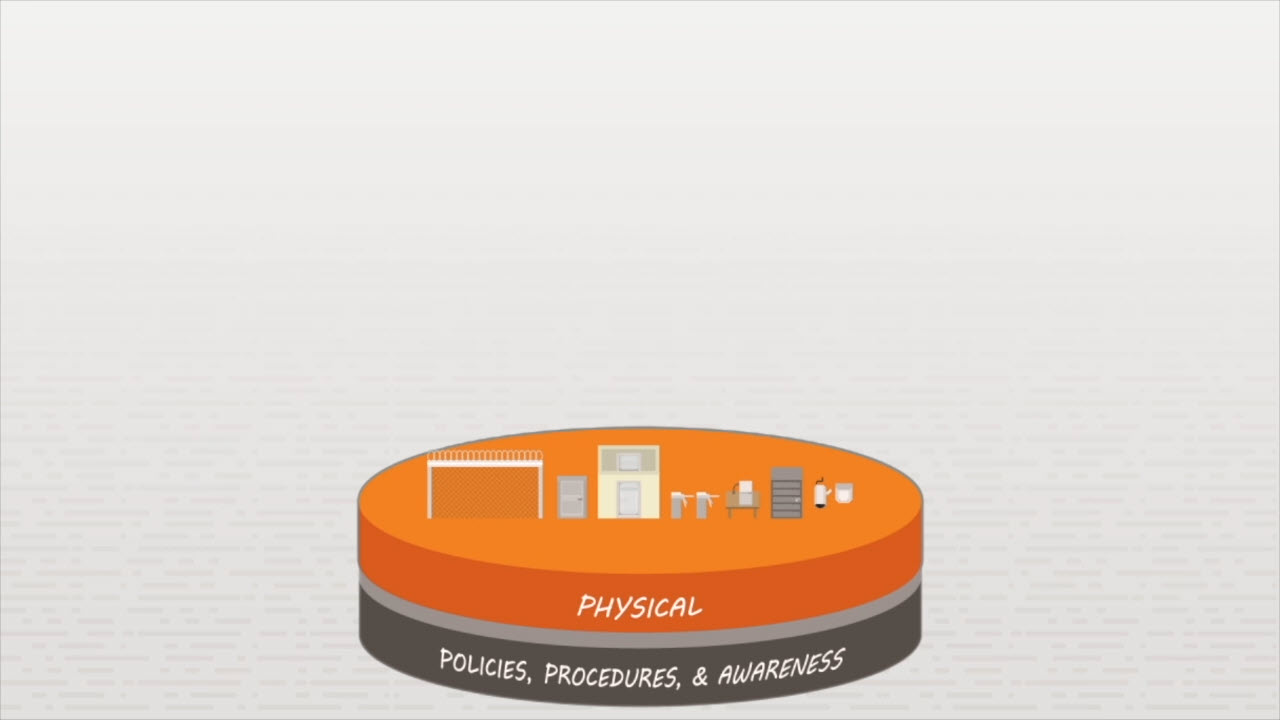 PHYSICAL
POLICIES, PROCEDURES, & AWARENESS